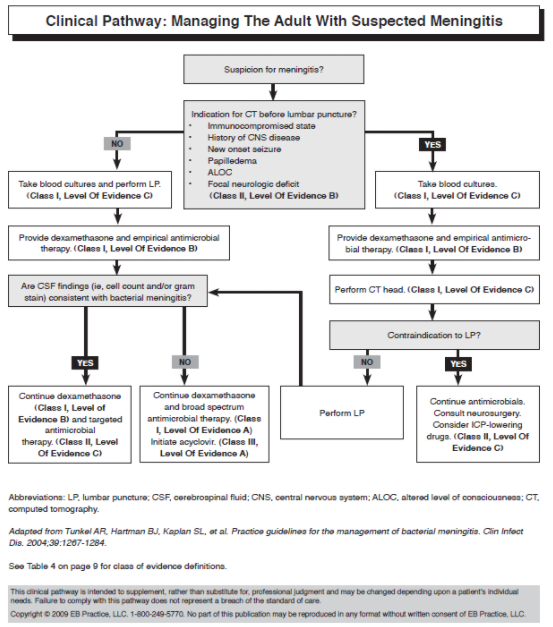 Clinical Pathway: Managing The Adult With Suspected Meningitis
Suspicion for meningitis?
Indication for CT before lumbar puncture?
• Immunocompromised state
• History of CNS disease
• New onset seizure
• Papilledema
• ALOC
• Focal neurologic deficit
(Class II, Level Of Evidence B)
NO
YES
Take blood cultures and perform LP.
(Class I, Level Of Evidence C)
Take blood cultures.
(Class I, Level Of Evidence C)
Provide dexamethasone and empirical antimicrobial
therapy. (Class I, Level Of Evidence B)
Provide dexamethasone and empirical antimicro-
bial therapy. (Class I, Level Of Evidence B)
Are CSF findings (ie, cell count and/or gram
stain) consistent with bacterial meningitis?
Perform CT head. (Class I, Level Of Evidence C)
Contraindication to LP?
YES
NO
NO
YES
Continue dexamethasone
(Class I, Level of
Evidence B) and targeted
antimicrobial
therapy. (Class II, Level
Of Evidence C)
Continue dexamethasone
and broad spectrum
antimicrobial therapy. (Class
I, Level Of Evidence A)
Initiate acyclovir. (Class III,
Level Of Evidence A)
Perform LP
Continue antimicrobials.
Consult neurosurgery.
Consider ICP-lowering
drugs. (Class II, Level Of
Evidence C)
Abbreviations: LP, lumbar puncture; CSF, cerebrospinal fluid; CNS, central nervous system; ALOC, altered level of consciousness; CT,
computed tomography.
Adapted from Tunkel AR, Hartman BJ, Kaplan SL, et al. Practice guidelines for the management of bacterial meningitis. Clin Infect
Dis. 2004;39:1267-1284.
See Table 4 on page 9 for class of evidence definitions.
This clinical pathway is intended to supplement, rather than substitute for, professional judgment and may be changed depending upon a patient's individual
needs. Failure to comply with this pathway does not represent a breach of the standard of care.
Copyright © 2009 EB Practice, LLC. 1-800-249-5770. No part of this publication may be reproduced in any format without written consent of EB Practice, LLC.